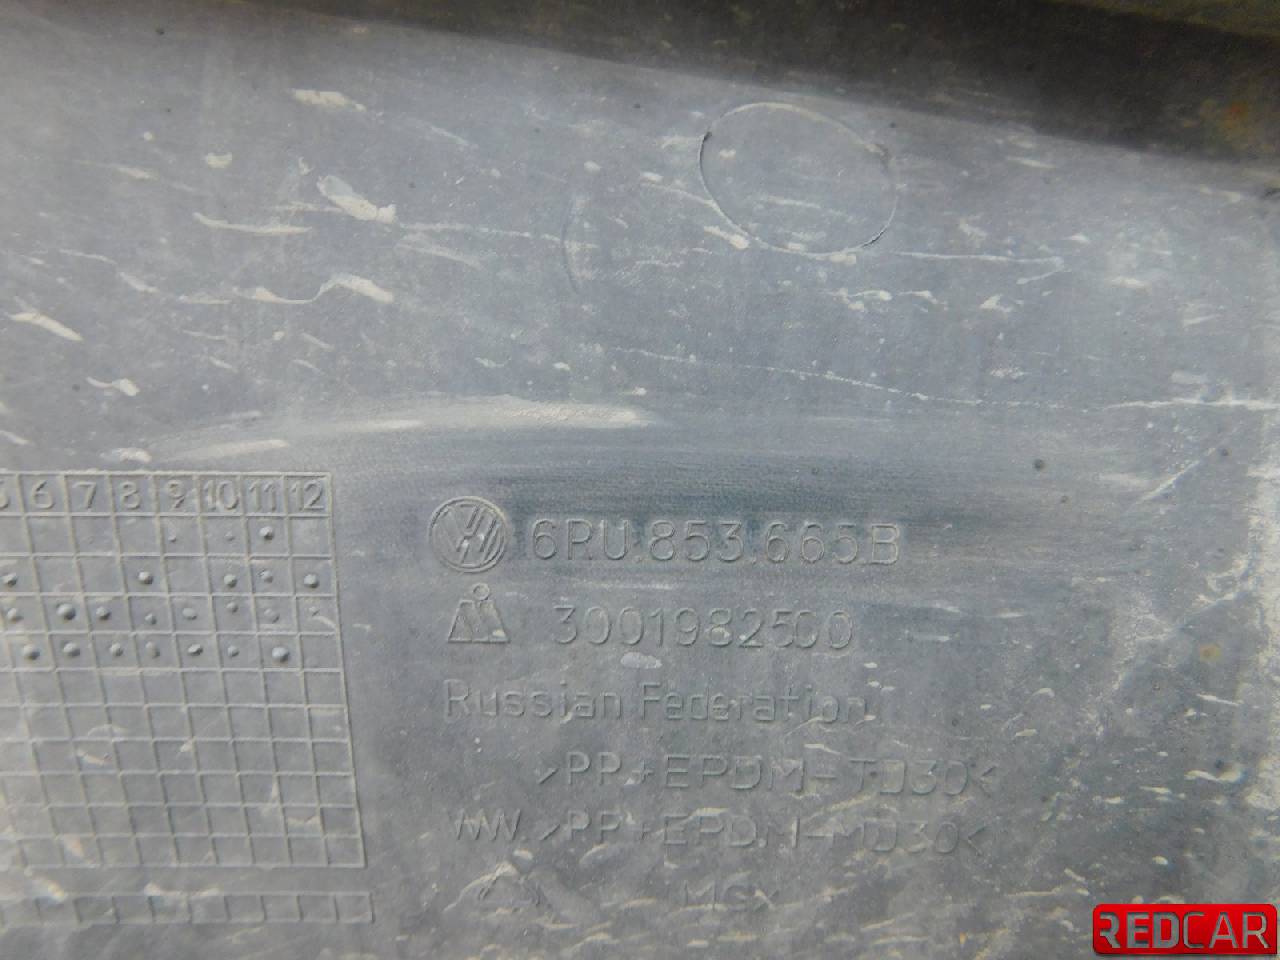 6 7 8 9 10 11 12
6RU.853.665B
3001982500
Russian Federation
>PP+EPDM-TD30<
VW >PP+EPDM-MD30<
REDCAR